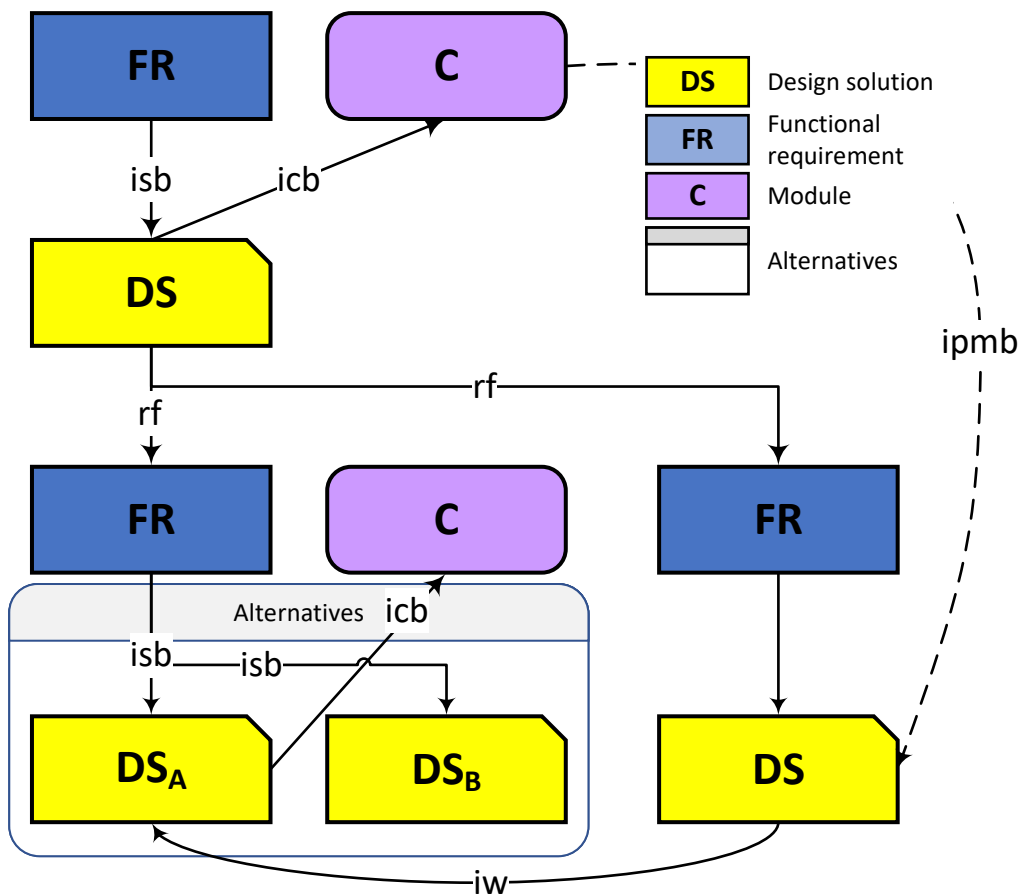 FR
C
DS
Design solution
FR
Functional
requirement
C
Module
Alternatives
isb
icb
DS
ipmb
rf
rf
FR
C
FR
Alternatives
icb
isb
isb
DSA
DSB
DS
iw